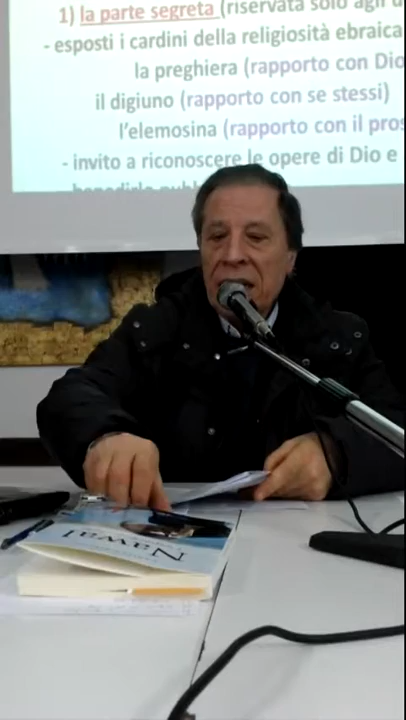 1) la parte segreta (riservata solo agli
- esposti i cardini della religiosità ebraica
la preghiera (rapporto con Dio
il digiuno (rapporto con se stessi)
l'elemosina (rapporto con il pros
- invito a riconoscere le opere di Dio e
Nawal